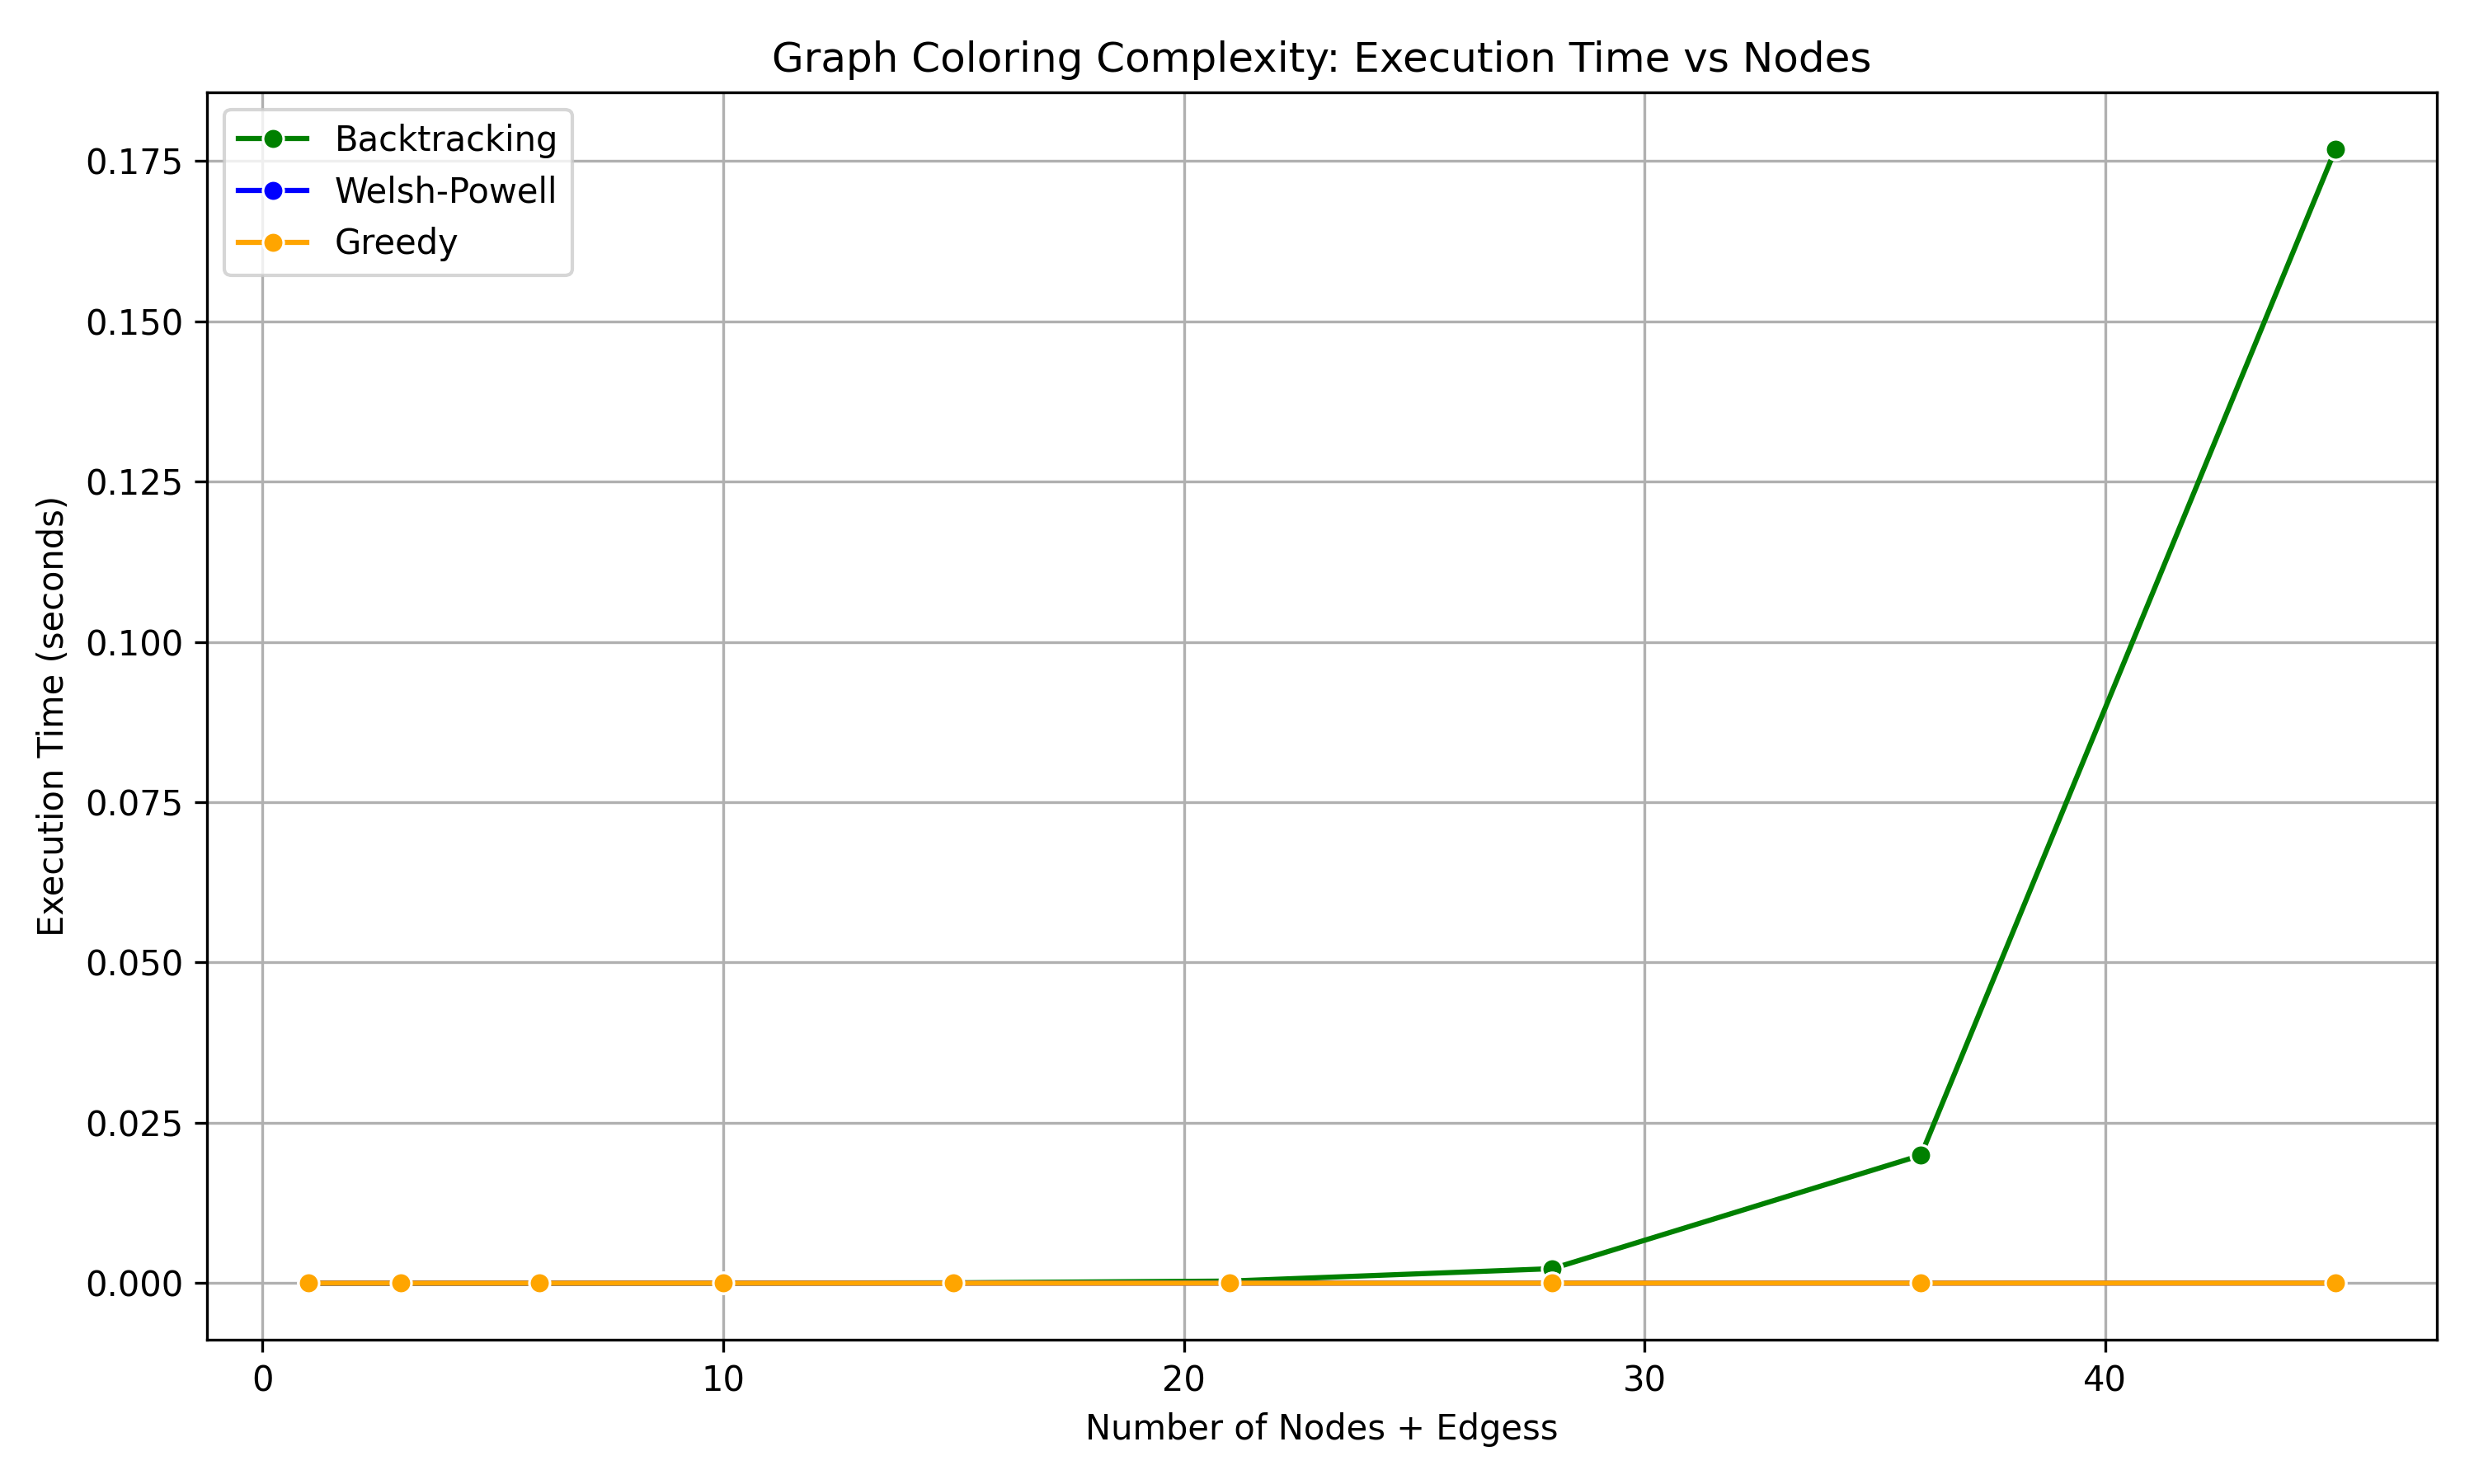 Graph Coloring Complexity: Execution Time vs Nodes
Backtracking
Welsh-Powell
Greedy
Execution Time (seconds)
0.175
0.150
0.125
0.100
0.075
0.050
0.025
0.000
0 10 20 30 40
Number of Nodes + Edgess